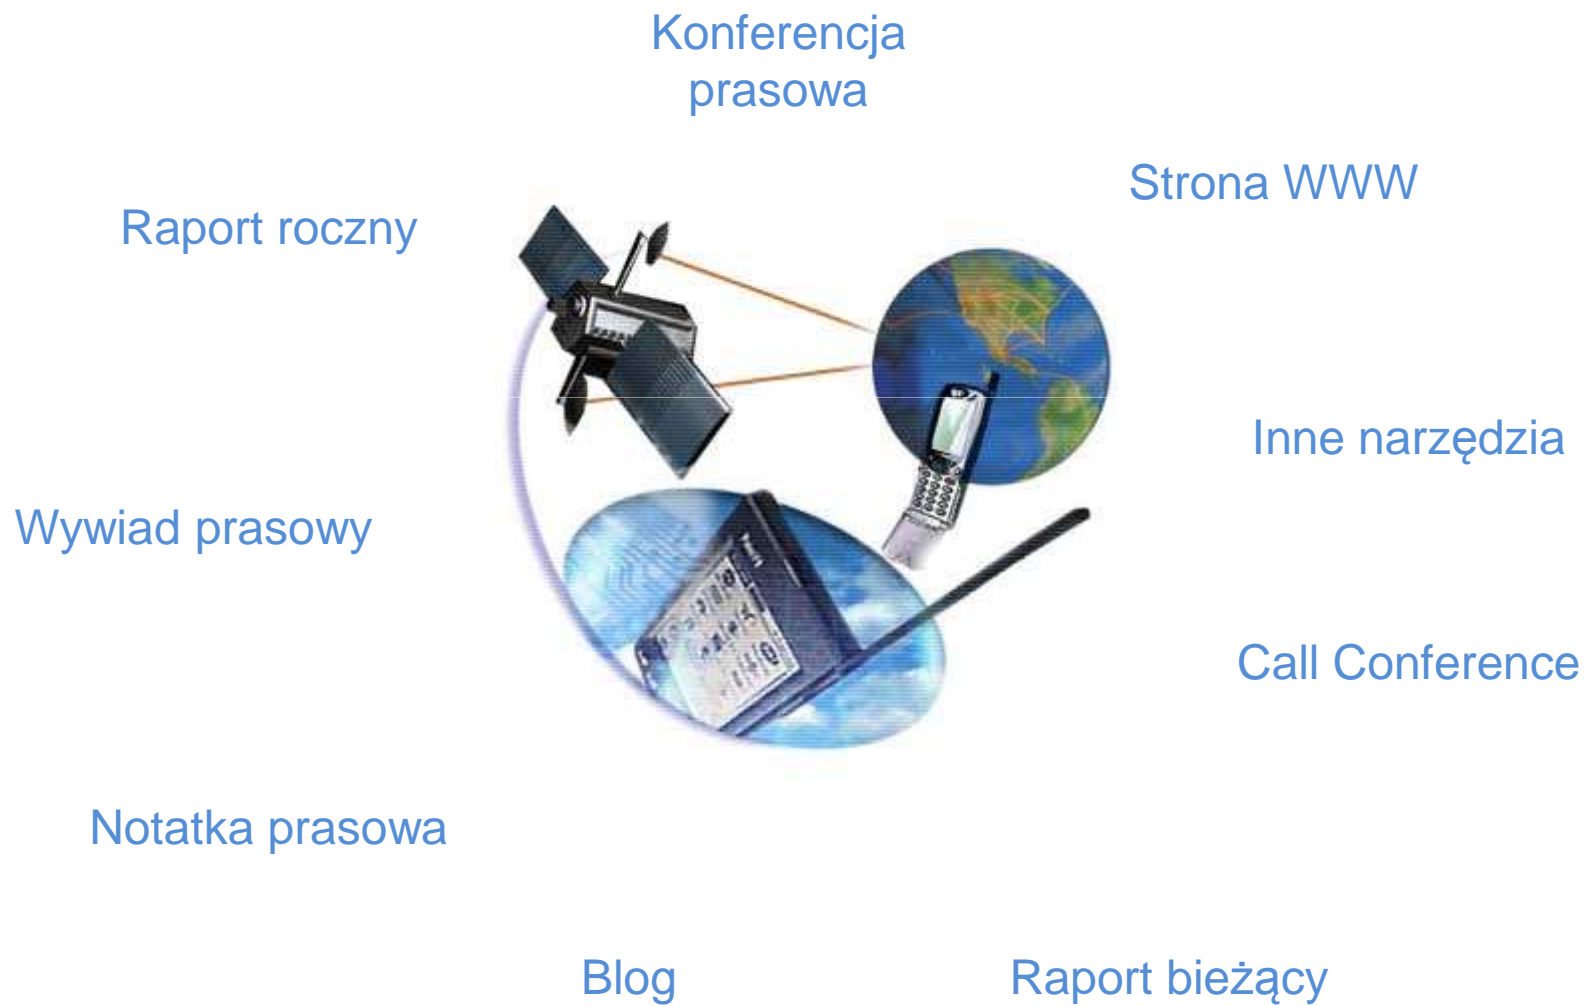 Konferencja
prasowa
Strona WWW
Raport roczny
Inne narzędzia
Wywiad prasowy
Call Conference
Notatka prasowa
Blog
Raport bieżący